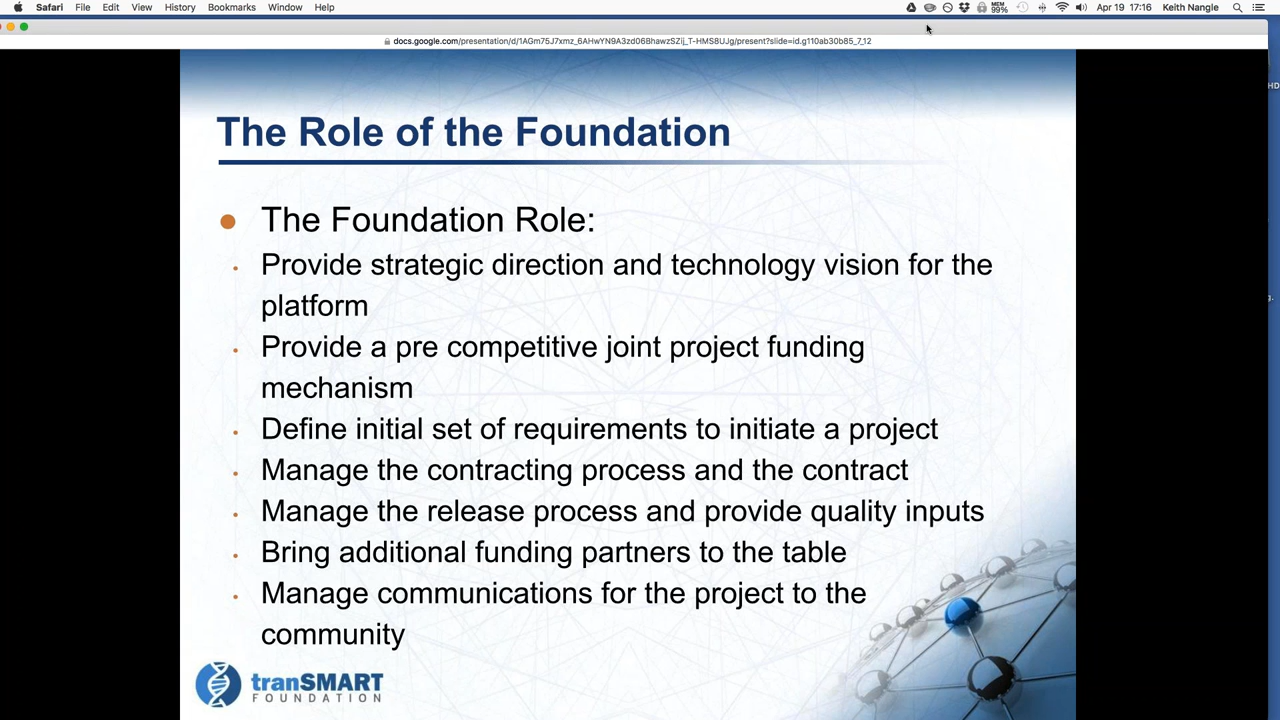 Safari File Edit View History Bookmarks Window Help MEM 99% Apr 19 17:16 Keith Nangle
HD
The Role of the Foundation
The Foundation Role:
Provide strategic direction and technology vision for the
platform
Provide a pre competitive joint project funding
mechanism
Define initial set of requirements to initiate a project
Manage the contracting process and the contract
Manage the release process and provide quality inputs
Bring additional funding partners to the table
Manage communications for the project to the
community
tranSMART
FOUNDATION